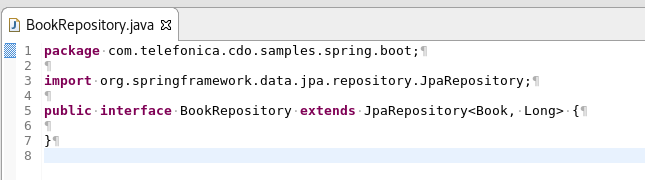 BookRepository.java
1 package com.telefonica.cdo.samples.spring.boot;¶
2 ¶
3 import org.springframework.data.jpa.repository.JpaRepository;¶
4 ¶
5 public interface BookRepository extends JpaRepository<Book, Long> {¶
6 ¶
7 }¶
8